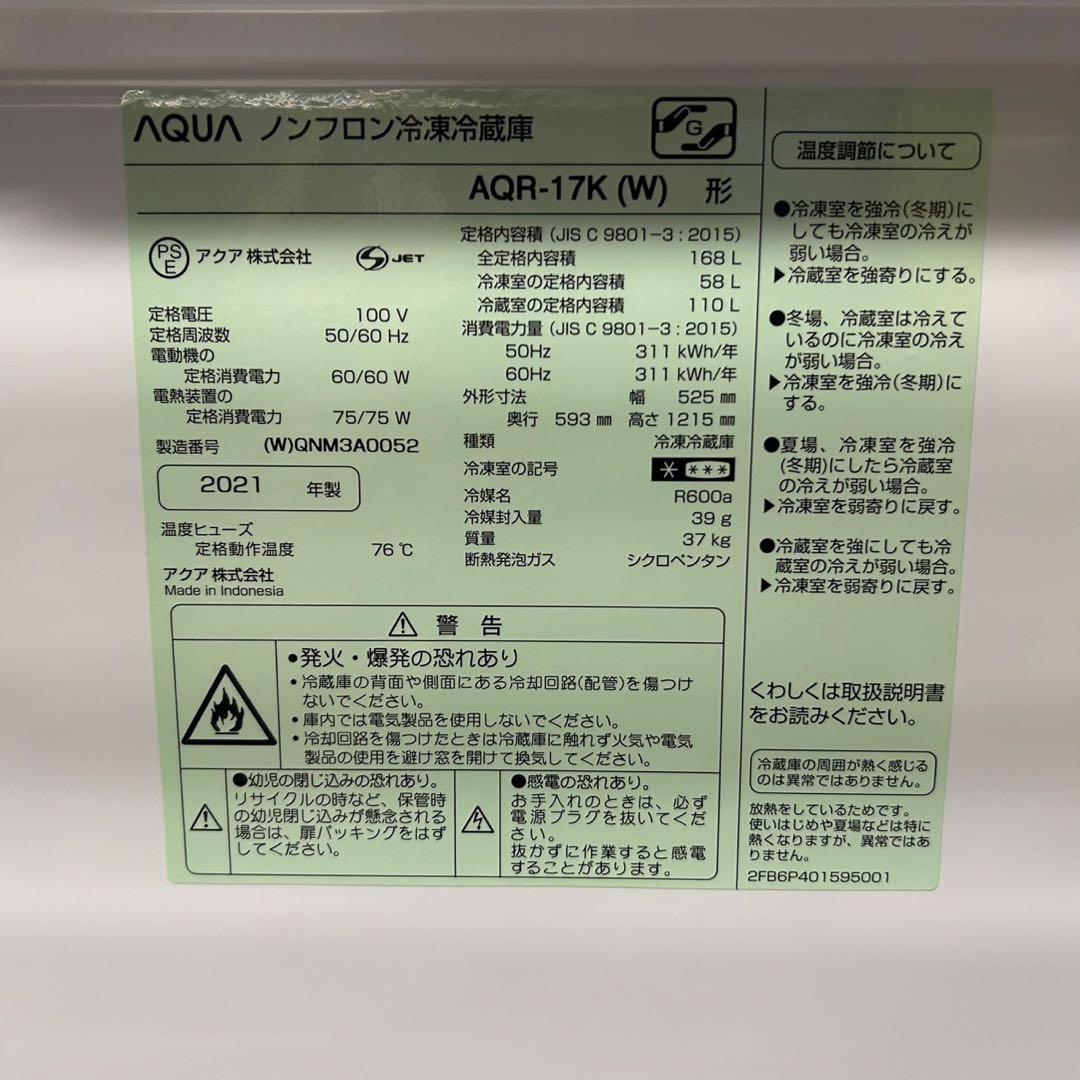 AQUA ノンフロン冷凍冷蔵庫
G
AQR-17K (W) 形
PS
E
アクア 株式会社
S JET
定格電圧 100 V
定格周波数 50/60 Hz
電動機の
定格消費電力 60/60 W
電熱装置の
定格消費電力 75/75 W
製造番号 (W)QNM3A0052
2021 年製
温度ヒューズ
定格動作温度 76 ℃
アクア 株式会社
Made in Indonesia
定格内容積 (JIS C 9801-3 : 2015)
全定格内容積 168 L
冷凍室の定格内容積 58 L
冷蔵室の定格内容積 110 L
消費電力量 (JIS C 9801-3 : 2015)
50Hz 311 kWh/年
60Hz 311 kWh/年
外形寸法 幅 525 ㎜
奥行 593 ㎜ 高さ 1215 ㎜
種類 冷凍冷蔵庫
冷凍室の記号 * ***
冷媒名 R600a
冷媒封入量 39 g
質量 37 kg
断熱発泡ガス シクロペンタン
⚠ 警 告
•発火・爆発の恐れあり
・冷蔵庫の背面や側面にある冷却回路(配管)を傷つけ
ないでください。
・庫内では電気製品を使用しないでください。
・冷却回路を傷つけたときは冷蔵庫に触れず火気や電気
製品の使用を避け窓を開けて換気してください。
●幼児の閉じ込みの恐れあり。
リサイクルの時など、保管時
の幼児閉じ込みが懸念される
場合は、扉パッキングをはず
してください。
●感電の恐れあり。
お手入れのときは、必ず
電源プラグを抜いてくだ
さい。
抜かずに作業すると感電
することがあります。
温度調節について
●冷凍室を強冷(冬期)に
しても冷凍室の冷えが
弱い場合。
▶冷蔵室を強寄りにする。
●冬場、冷蔵室は冷えて
いるのに冷凍室の冷え
が弱い場合。
▶冷凍室を強冷(冬期)に
する。
●夏場、冷凍室を強冷
(冬期)にしたら冷蔵室
の冷えが弱い場合。
▶冷凍室を弱寄りに戻す。
●冷蔵室を強にしても冷
蔵室の冷えが弱い場合。
▶冷凍室を弱寄りに戻す。
くわしくは取扱説明書
をお読みください。
冷蔵庫の周囲が熱く感じる
のは異常ではありません。
放熱をしているためです。
使いはじめや夏場などは特に
熱くなりますが、異常ではあ
りません。
2FB6P401595001